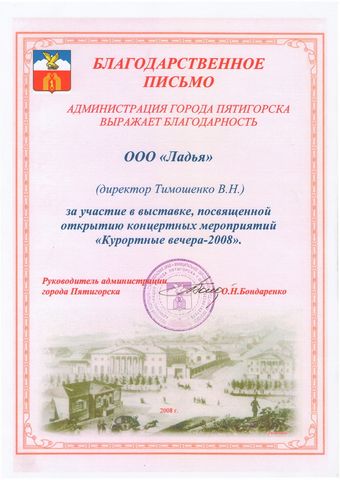 БЛАГОДАРСТВЕННОЕ
ПИСЬМО
АДМИНИСТРАЦИЯ ГОРОДА ПЯТИГОРСКА
ВЫРАЖАЕТ БЛАГОДАРНОСТЬ
ООО «Ладья»
(директор Тимошенко В.Н.)
за участие в выставке, посвященной
открытию концертных мероприятий
«Курортные вечера-2008».
Руководитель администрации
города Пятигорска О.Н.Бондаренко
2008 г.